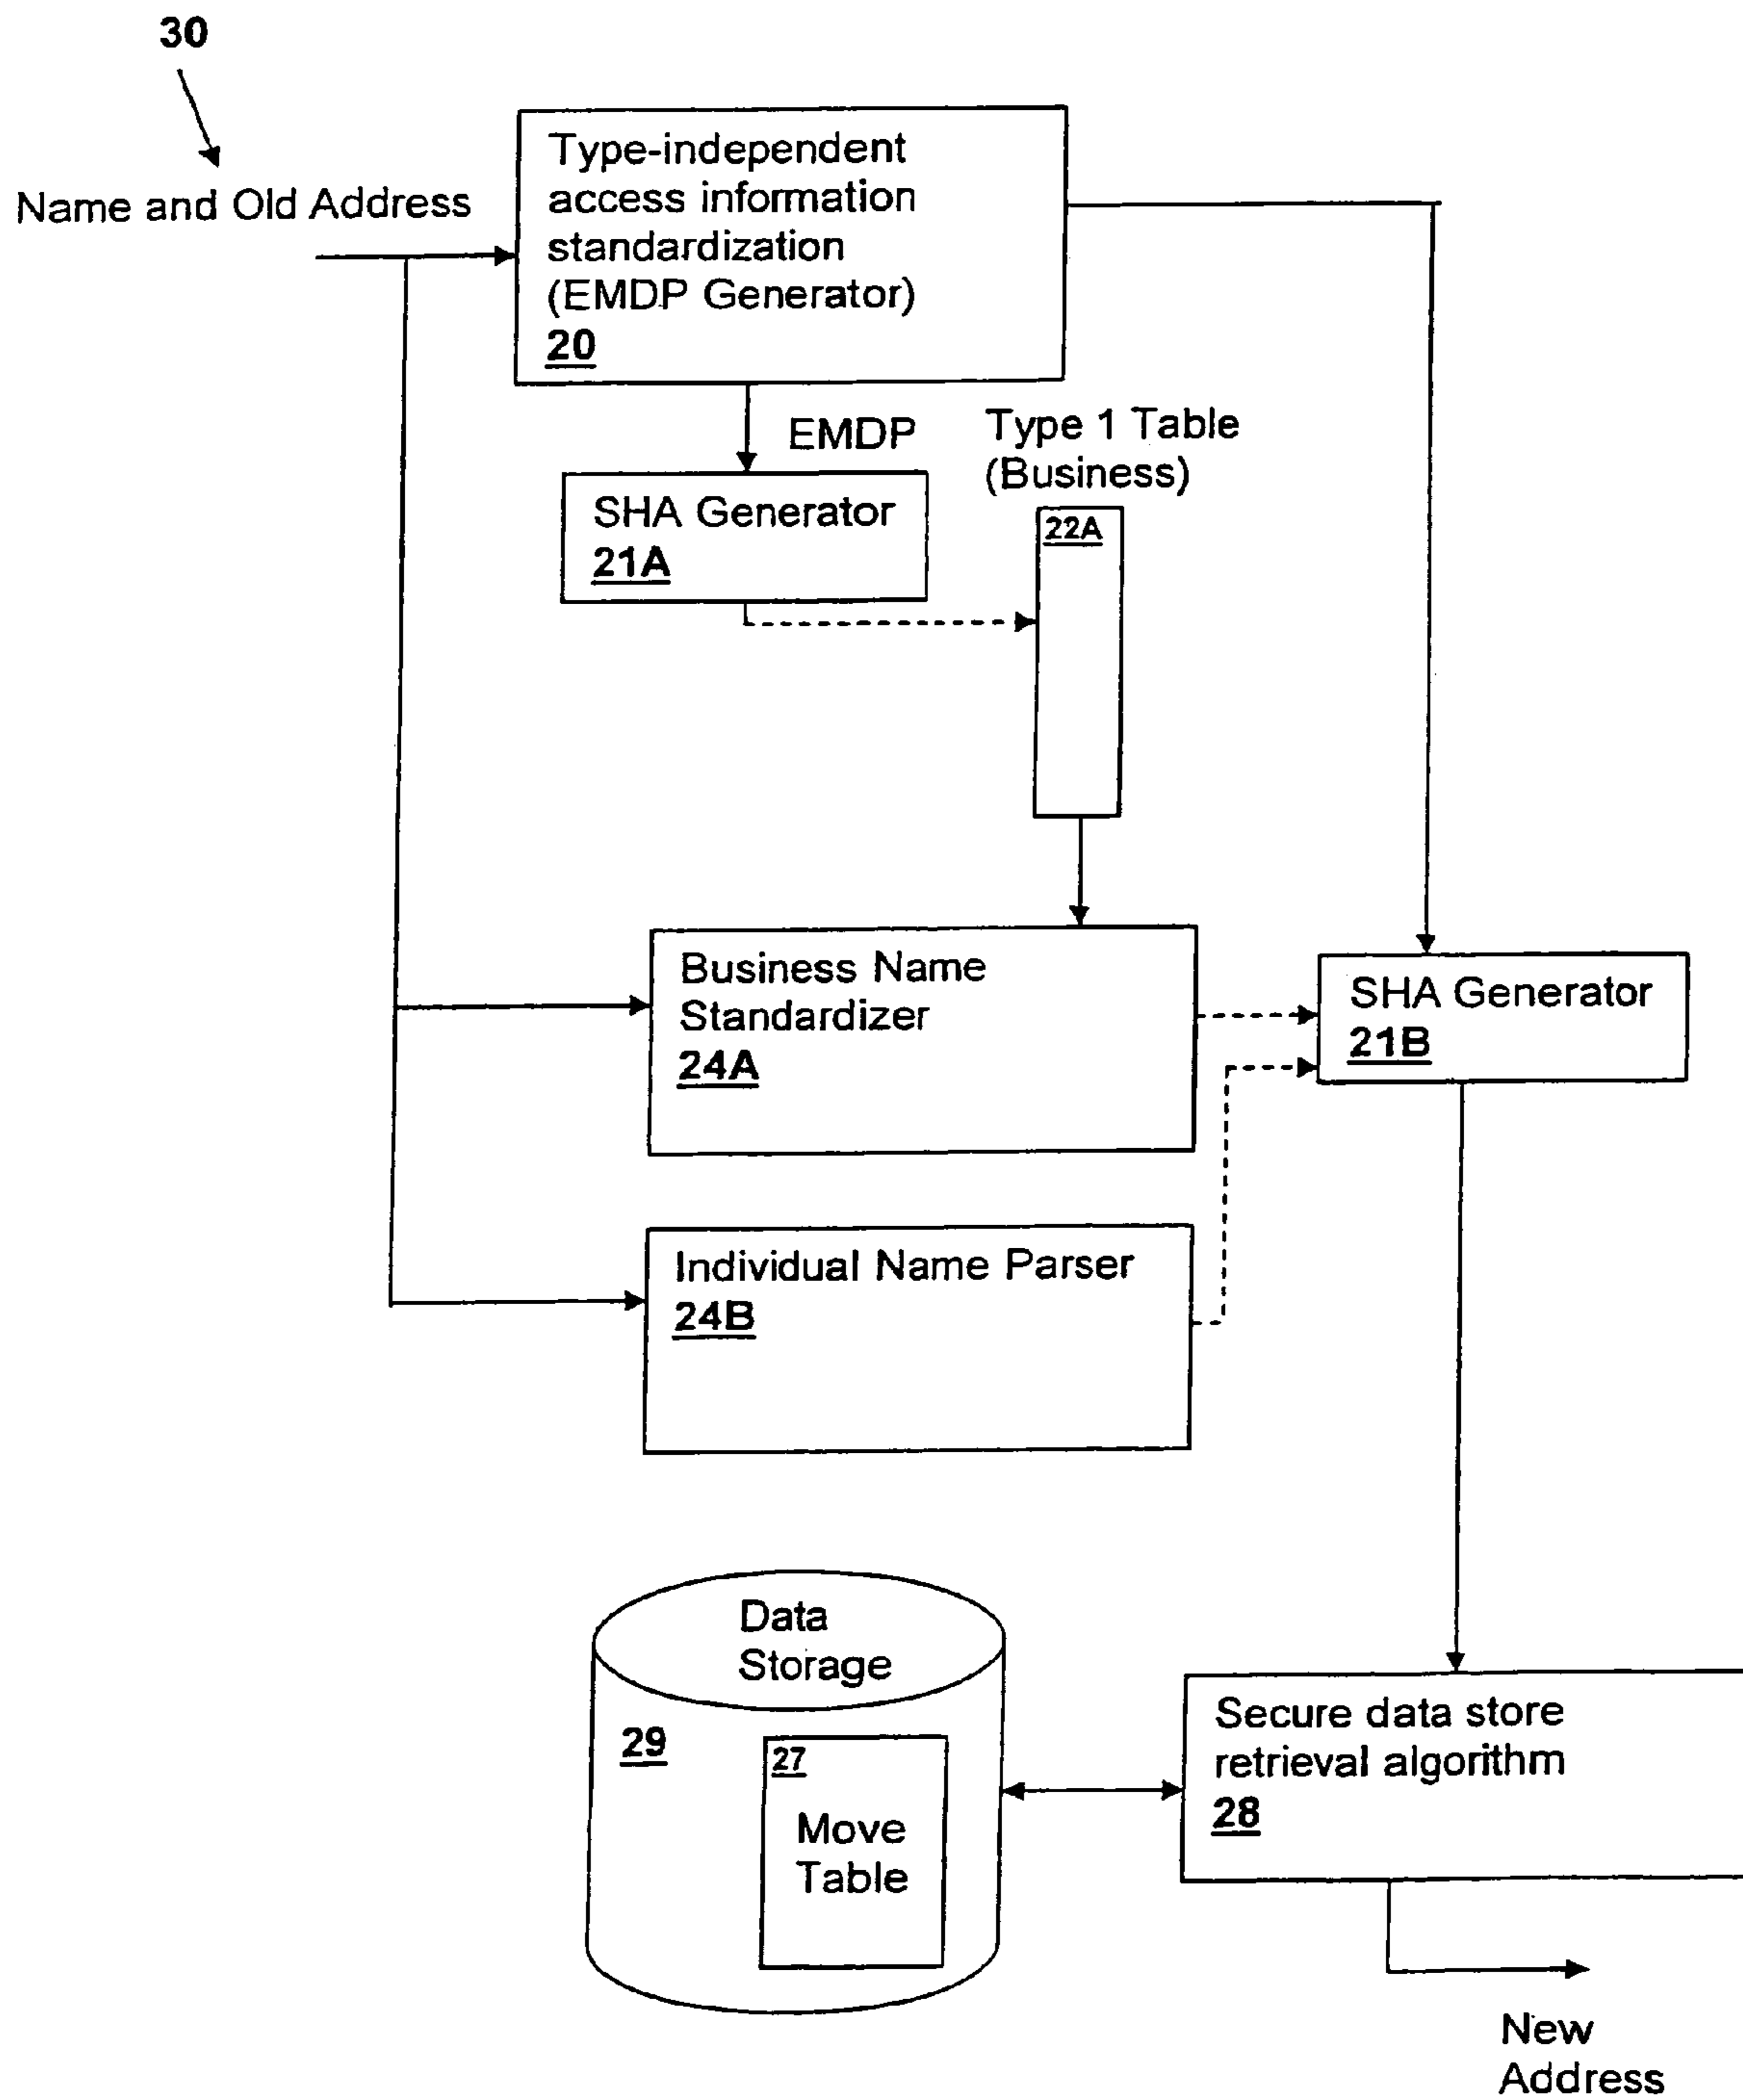 30
Name and Old Address
Type-independent
access information
standardization
(EMDP Generator)
20
EMDP
Type 1 Table
(Business)
SHA Generator
21A
22A
Business Name
Standardizer
24A
SHA Generator
21B
Individual Name Parser
24B
Data
Storage
29
27
Move
Table
Secure data store
retrieval algorithm
28
New
Address